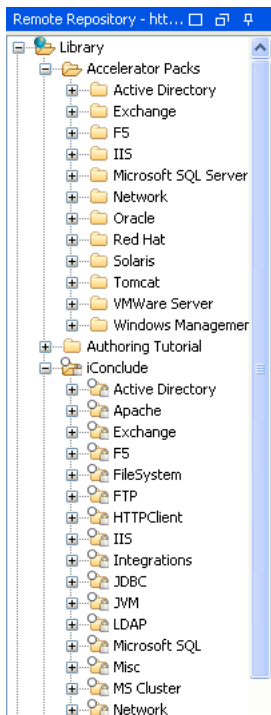 Remote Repository - htt...
Library
Accelerator Packs
Active Directory
Exchange
F5
IIS
Microsoft SQL Server
Network
Oracle
Red Hat
Solaris
Tomcat
VMWare Server
Windows Managemer
Authoring Tutorial
iConclude
Active Directory
Apache
Exchange
F5
FileSystem
FTP
HTTPClient
IIS
Integrations
JDBC
JVM
LDAP
Microsoft SQL
Misc
MS Cluster
Network